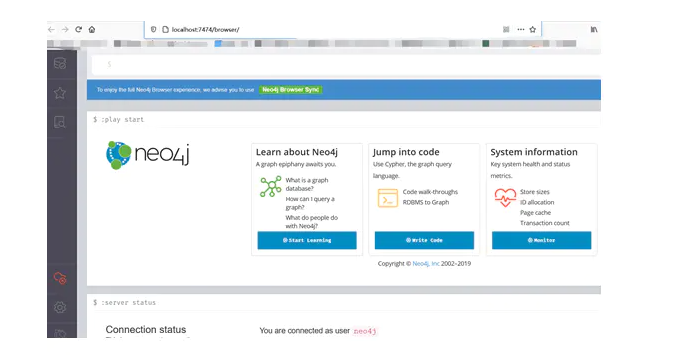 localhost:7474/browser/
1
To enjoy the full Neo4j Browser experience, we advise you to use Neo4j Browser Sync
$ :play start
neo4j
Learn about Neo4j
A graph epiphany awaits you.
What is a graph
database?
How can I query a
graph?
What do people do
with Neo4j?
Start Learning
Jump into code
Use Cypher, the graph query
language.
Code walk-throughs
RDBMS to Graph
Write Code
System information
Key system health and status
metrics.
Store sizes
ID allocation
Page cache
Transaction count
Monitor
Copyright © Neo4j, Inc 2002–2019
$ :server status
Connection status
You are connected as user neo4j